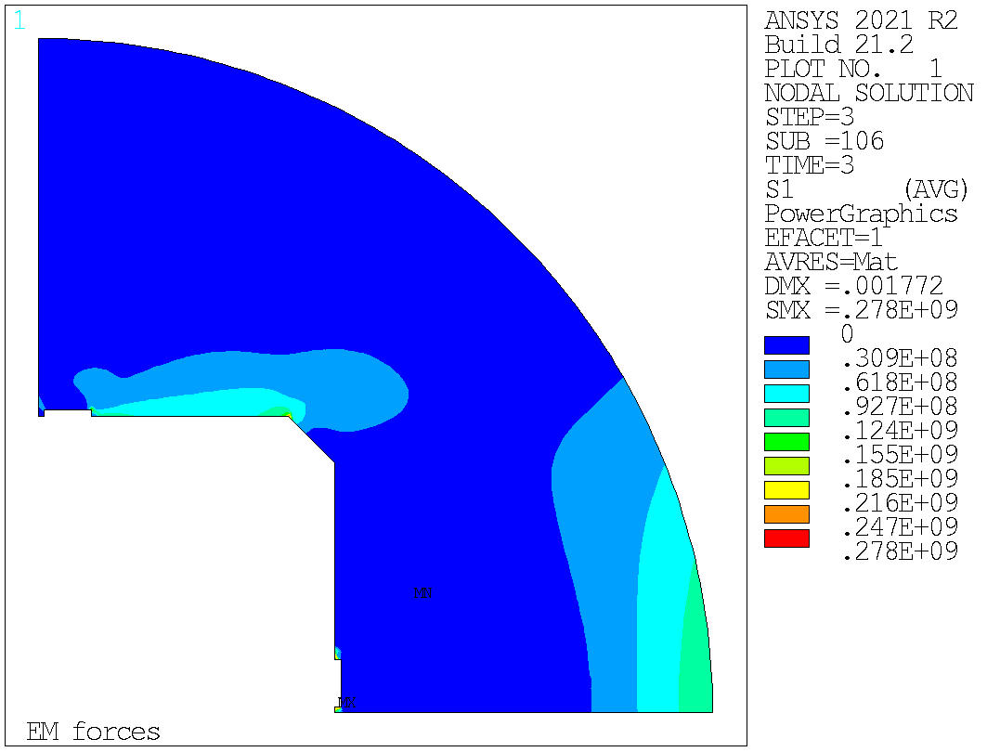 1
ANSYS 2021 R2
Build 21.2
PLOT NO. 1
NODAL SOLUTION
STEP=3
SUB =106
TIME=3
S1 (AVG)
PowerGraphics
EFACET=1
AVRES=Mat
DMX =.001772
SMX =.278E+09
0
.309E+08
.618E+08
.927E+08
.124E+09
.155E+09
.185E+09
.216E+09
.247E+09
.278E+09
MN
MX
EM forces